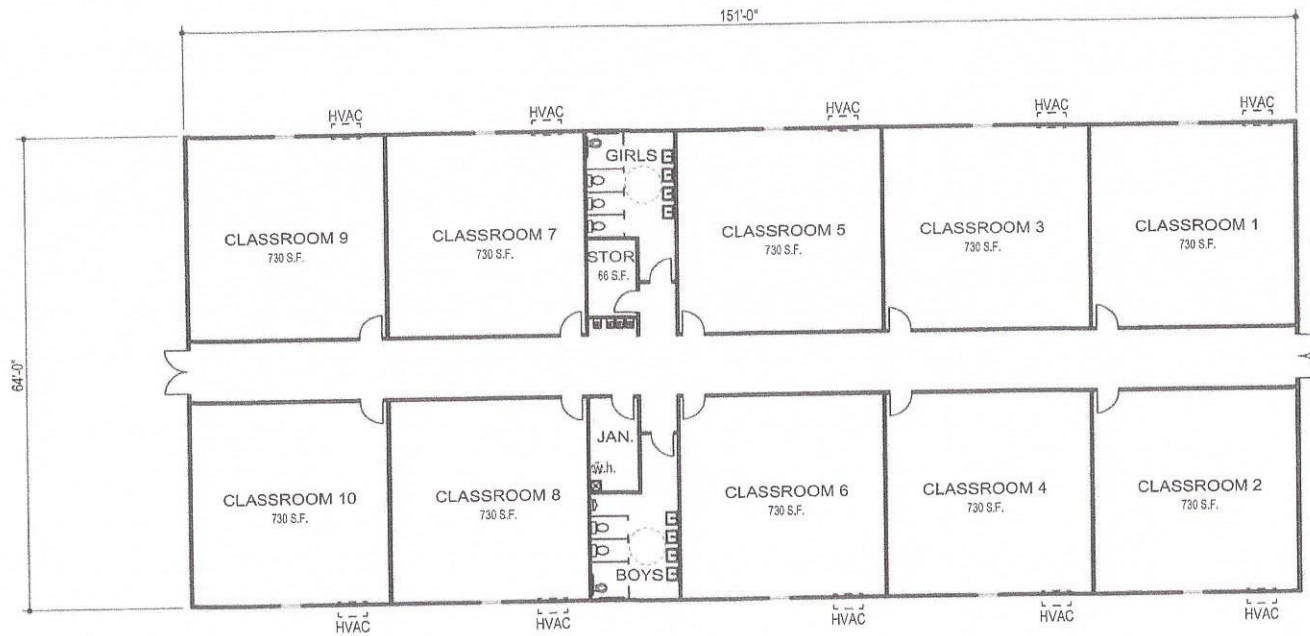 151'-0"
HVAC
HVAC
HVAC
HVAC
HVAC
64'-0"
GIRLS
CLASSROOM 9
730 S.F.
CLASSROOM 7
730 S.F.
STOR
66 S.F.
CLASSROOM 5
730 S.F.
CLASSROOM 3
730 S.F.
CLASSROOM 1
730 S.F.
JAN.
w.h.
CLASSROOM 10
730 S.F.
CLASSROOM 8
730 S.F.
CLASSROOM 6
730 S.F.
CLASSROOM 4
730 S.F.
CLASSROOM 2
730 S.F.
BOYS
HVAC
HVAC
HVAC
HVAC
HVAC